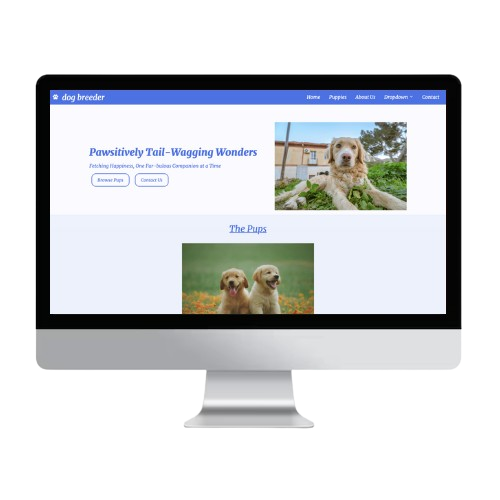 dog breeder
Home Puppies About Us Dropdown Contact
Pawsitively Tail-Wagging Wonders
Fetching Happiness, One Fur-bulous Companion at a Time
Browse Pups Contact Us
The Pups